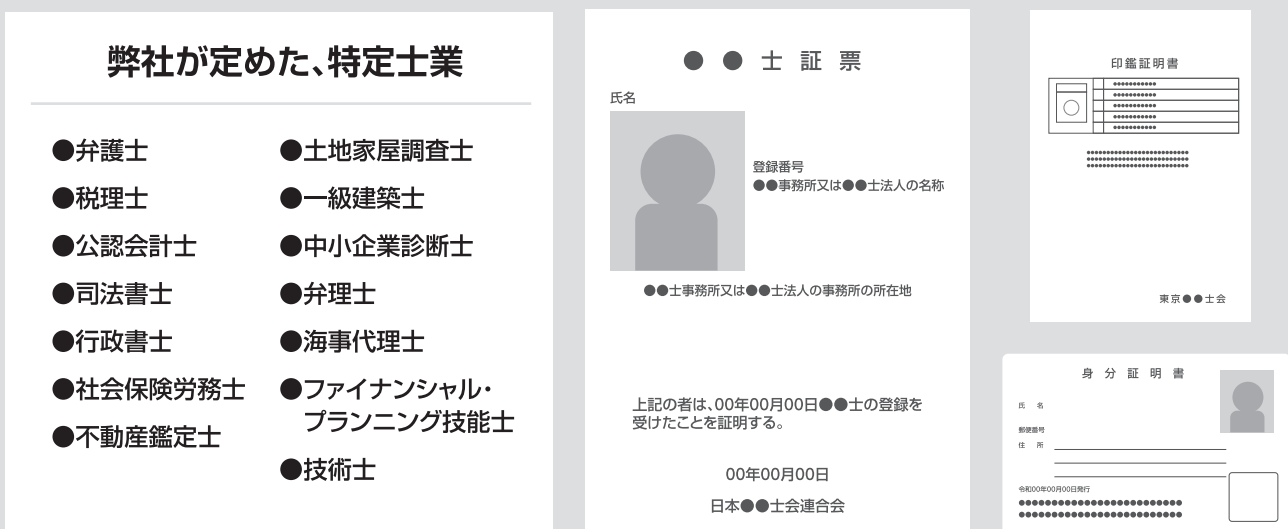 弊社が定めた、特定士業
●弁護士
●税理士
●公認会計士
●司法書士
●行政書士
●社会保険労務士
●不動産鑑定士
●土地家屋調査士
●一級建築士
●中小企業診断士
●弁理士
●海事代理士
●ファイナンシャル・
プランニング技能士
●技術士
●●士証票
氏名
登録番号
●●事務所又は●●士法人の名称
●●士事務所又は●●士法人の事務所の所在地
上記の者は、00年00月00日●●士の登録を
受けたことを証明する。
00年00月00日
日本●●士会連合会
印鑑証明書
東京●●士会
身分証明書
氏 名
郵便番号
住 所
令和00年00月00日発行